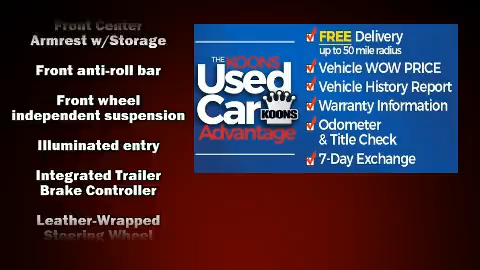 Front Center
Armrest w/Storage
Front anti-roll bar
Front wheel
independent suspension
Illuminated entry
Integrated Trailer
Brake Controller
Leather-Wrapped
Steering Wheel
THE KOONS
Used
Car
KOONS
Advantage
FREE Delivery
up to 50 mile radius
Vehicle WOW PRICE
Vehicle History Report
Warranty Information
Odometer
& Title Check
7-Day Exchange